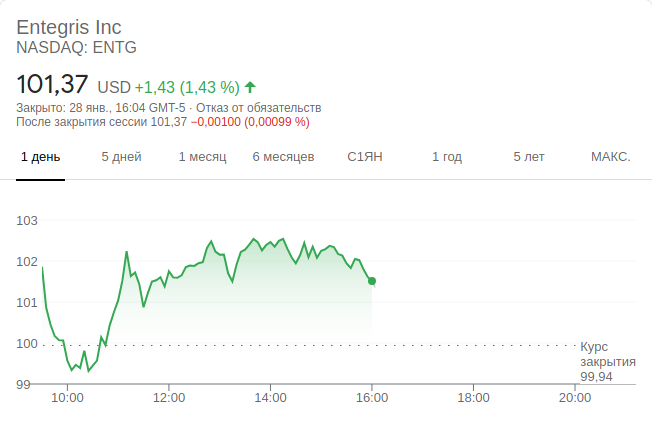 Entegris Inc
NASDAQ: ENTG
101,37 USD +1,43 (1,43 %)
Закрыто: 28 янв., 16:04 GMT-5 · Отказ от обязательств
После закрытия сессии 101,37 −0,00100 (0,00099 %)
1 день 5 дней 1 месяц 6 месяцев С1ЯН 1 год 5 лет МАКС.
103
102
101
100
Курс
закрытия
99,94
99
10:00 12:00 14:00 16:00 18:00 20:00